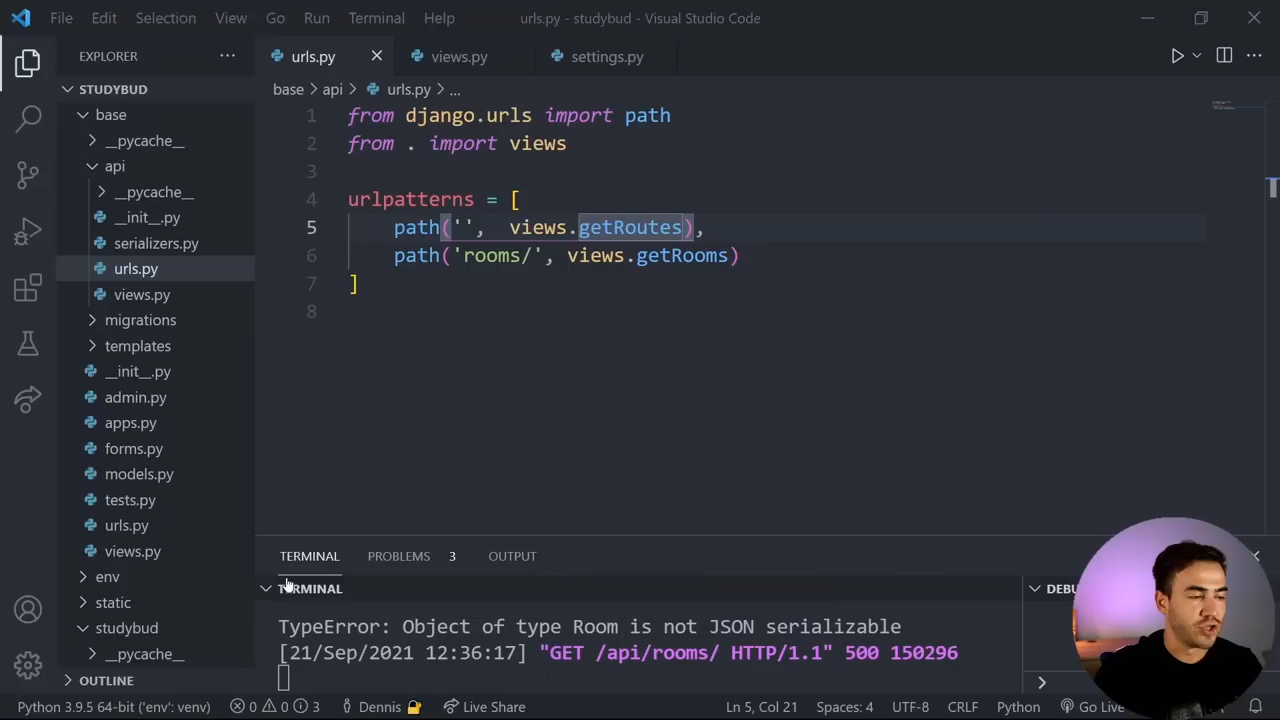 File Edit Selection View Go Run Terminal Help urls.py - studybud - Visual Studio Code
EXPLORER ···
urls.py views.py settings.py
STUDYBUD
base > api > urls.py > ...
base
__pycache__
api
__pycache__
__init__.py
serializers.py
urls.py
views.py
migrations
templates
__init__.py
admin.py
apps.py
forms.py
models.py
tests.py
urls.py
views.py
env
static
studybud
__pycache__
OUTLINE
1 from django.urls import path
2 from . import views
3
4 urlpatterns = [
5 path('', views.getRoutes),
6 path('rooms/', views.getRooms)
7 ]
8
TERMINAL PROBLEMS 3 OUTPUT
TERMINAL
DEBU
TypeError: Object of type Room is not JSON serializable
[21/Sep/2021 12:36:17] "GET /api/rooms/ HTTP/1.1" 500 150296
Python 3.9.5 64-bit ('env': venv) 0 0 3 Dennis Live Share Ln 5, Col 21 Spaces: 4 UTF-8 CRLF Python Go Live